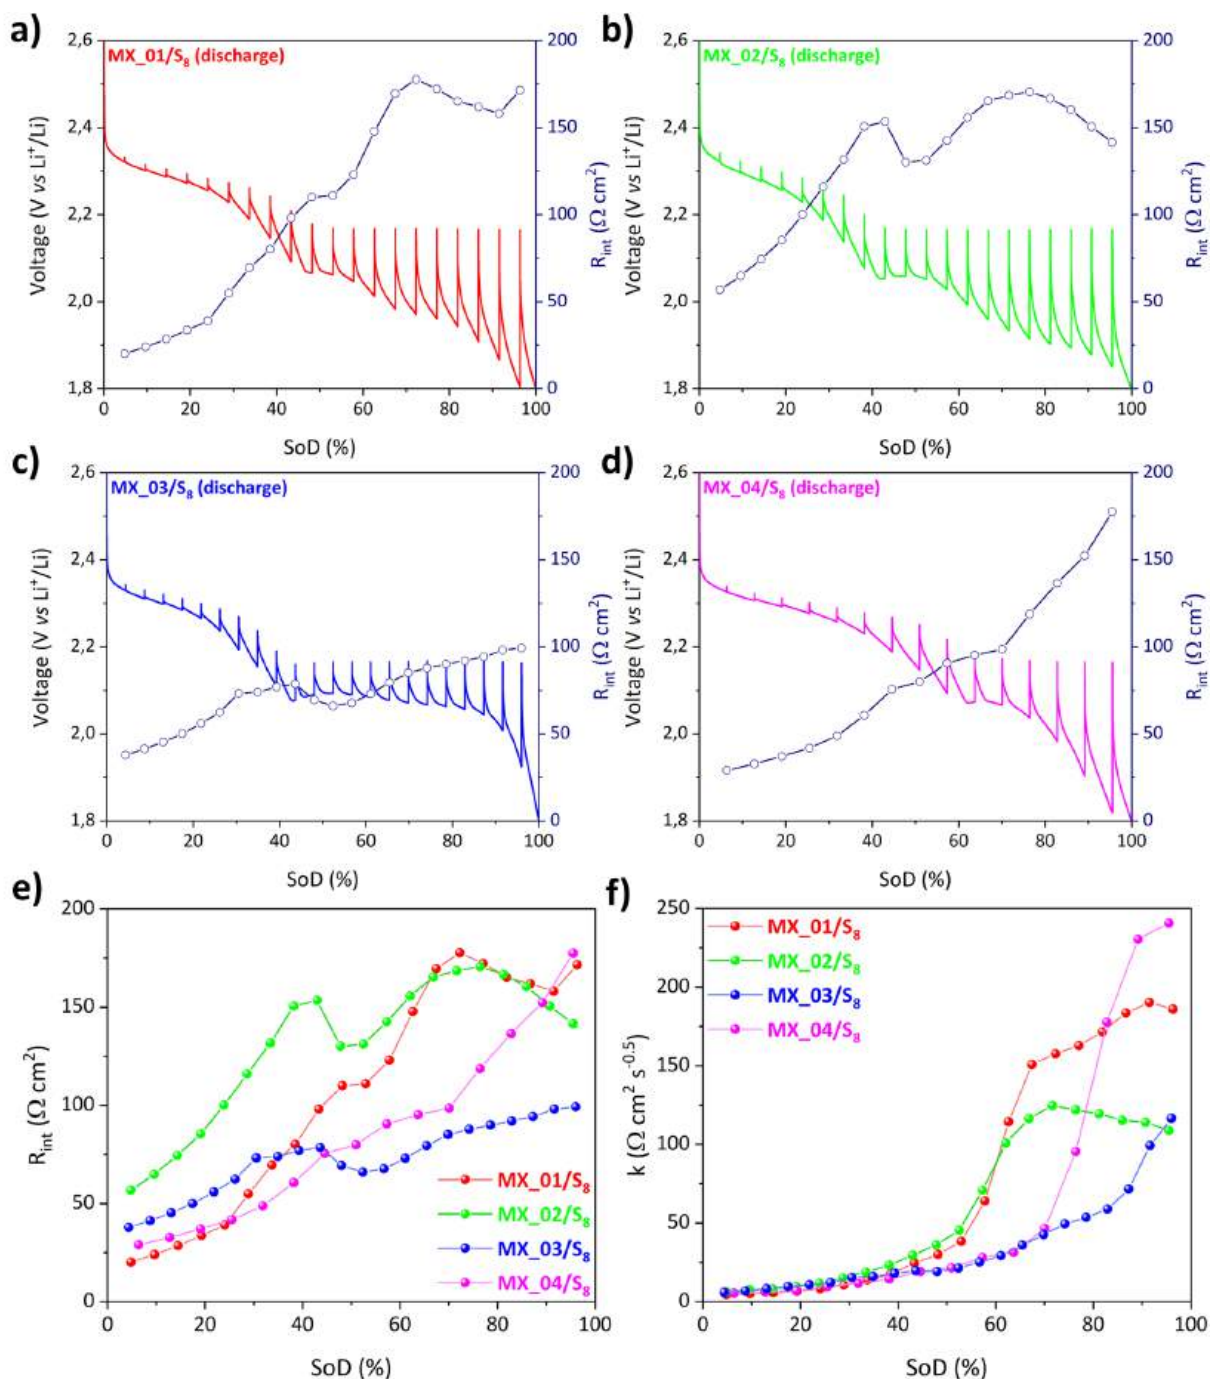 a)
MX_01/S8 (discharge)
Voltage (V vs Li+/Li)
2,6
2,4
2,2
2,0
1,8
200
150
100
50
0
Rint (Ω cm2)
0 20 40 60 80 100
SoD (%)
b)
MX_02/S8 (discharge)
Voltage (V vs Li+/Li)
2,6
2,4
2,2
2,0
1,8
200
150
100
50
0
Rint (Ω cm2)
0 20 40 60 80 100
SoD (%)
c)
MX_03/S8 (discharge)
Voltage (V vs Li+/Li)
2,6
2,4
2,2
2,0
1,8
200
150
100
50
0
Rint (Ω cm2)
0 20 40 60 80 100
SoD (%)
d)
MX_04/S8 (discharge)
Voltage (V vs Li+/Li)
2,6
2,4
2,2
2,0
1,8
200
150
100
50
0
Rint (Ω cm2)
0 20 40 60 80 100
SoD (%)
e)
Rint (Ω cm2)
200
150
100
50
0
MX_01/S8
MX_02/S8
MX_03/S8
MX_04/S8
0 20 40 60 80 100
SoD (%)
f)
k (Ω cm2 s-0.5)
250
200
150
100
50
0
MX_01/S8
MX_02/S8
MX_03/S8
MX_04/S8
0 20 40 60 80 100
SoD (%)